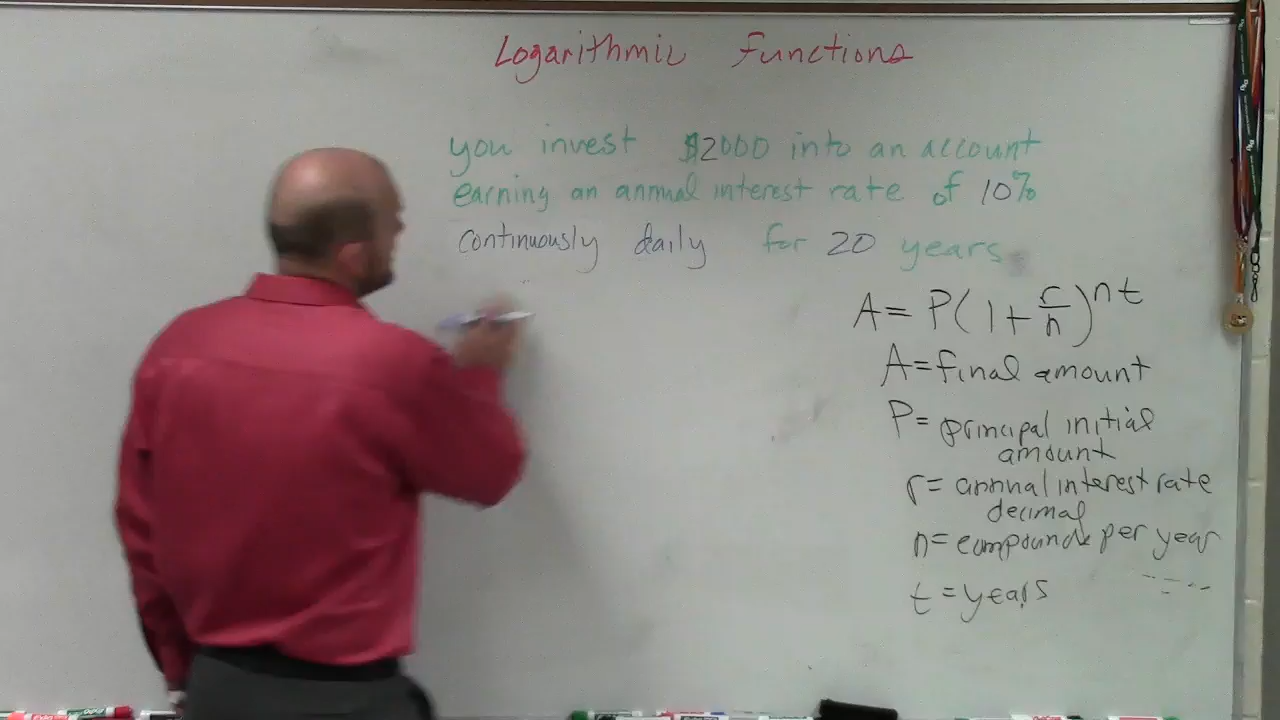 Logarithmic Functions
you invest $2000 into an account
earning an annual interest rate of 10%
continuously daily for 20 years
A = P(1 + r/n)^nt
A = final amount
P = principal initial
amount
r = annual interest rate
decimal
n = compounds per year
t = years